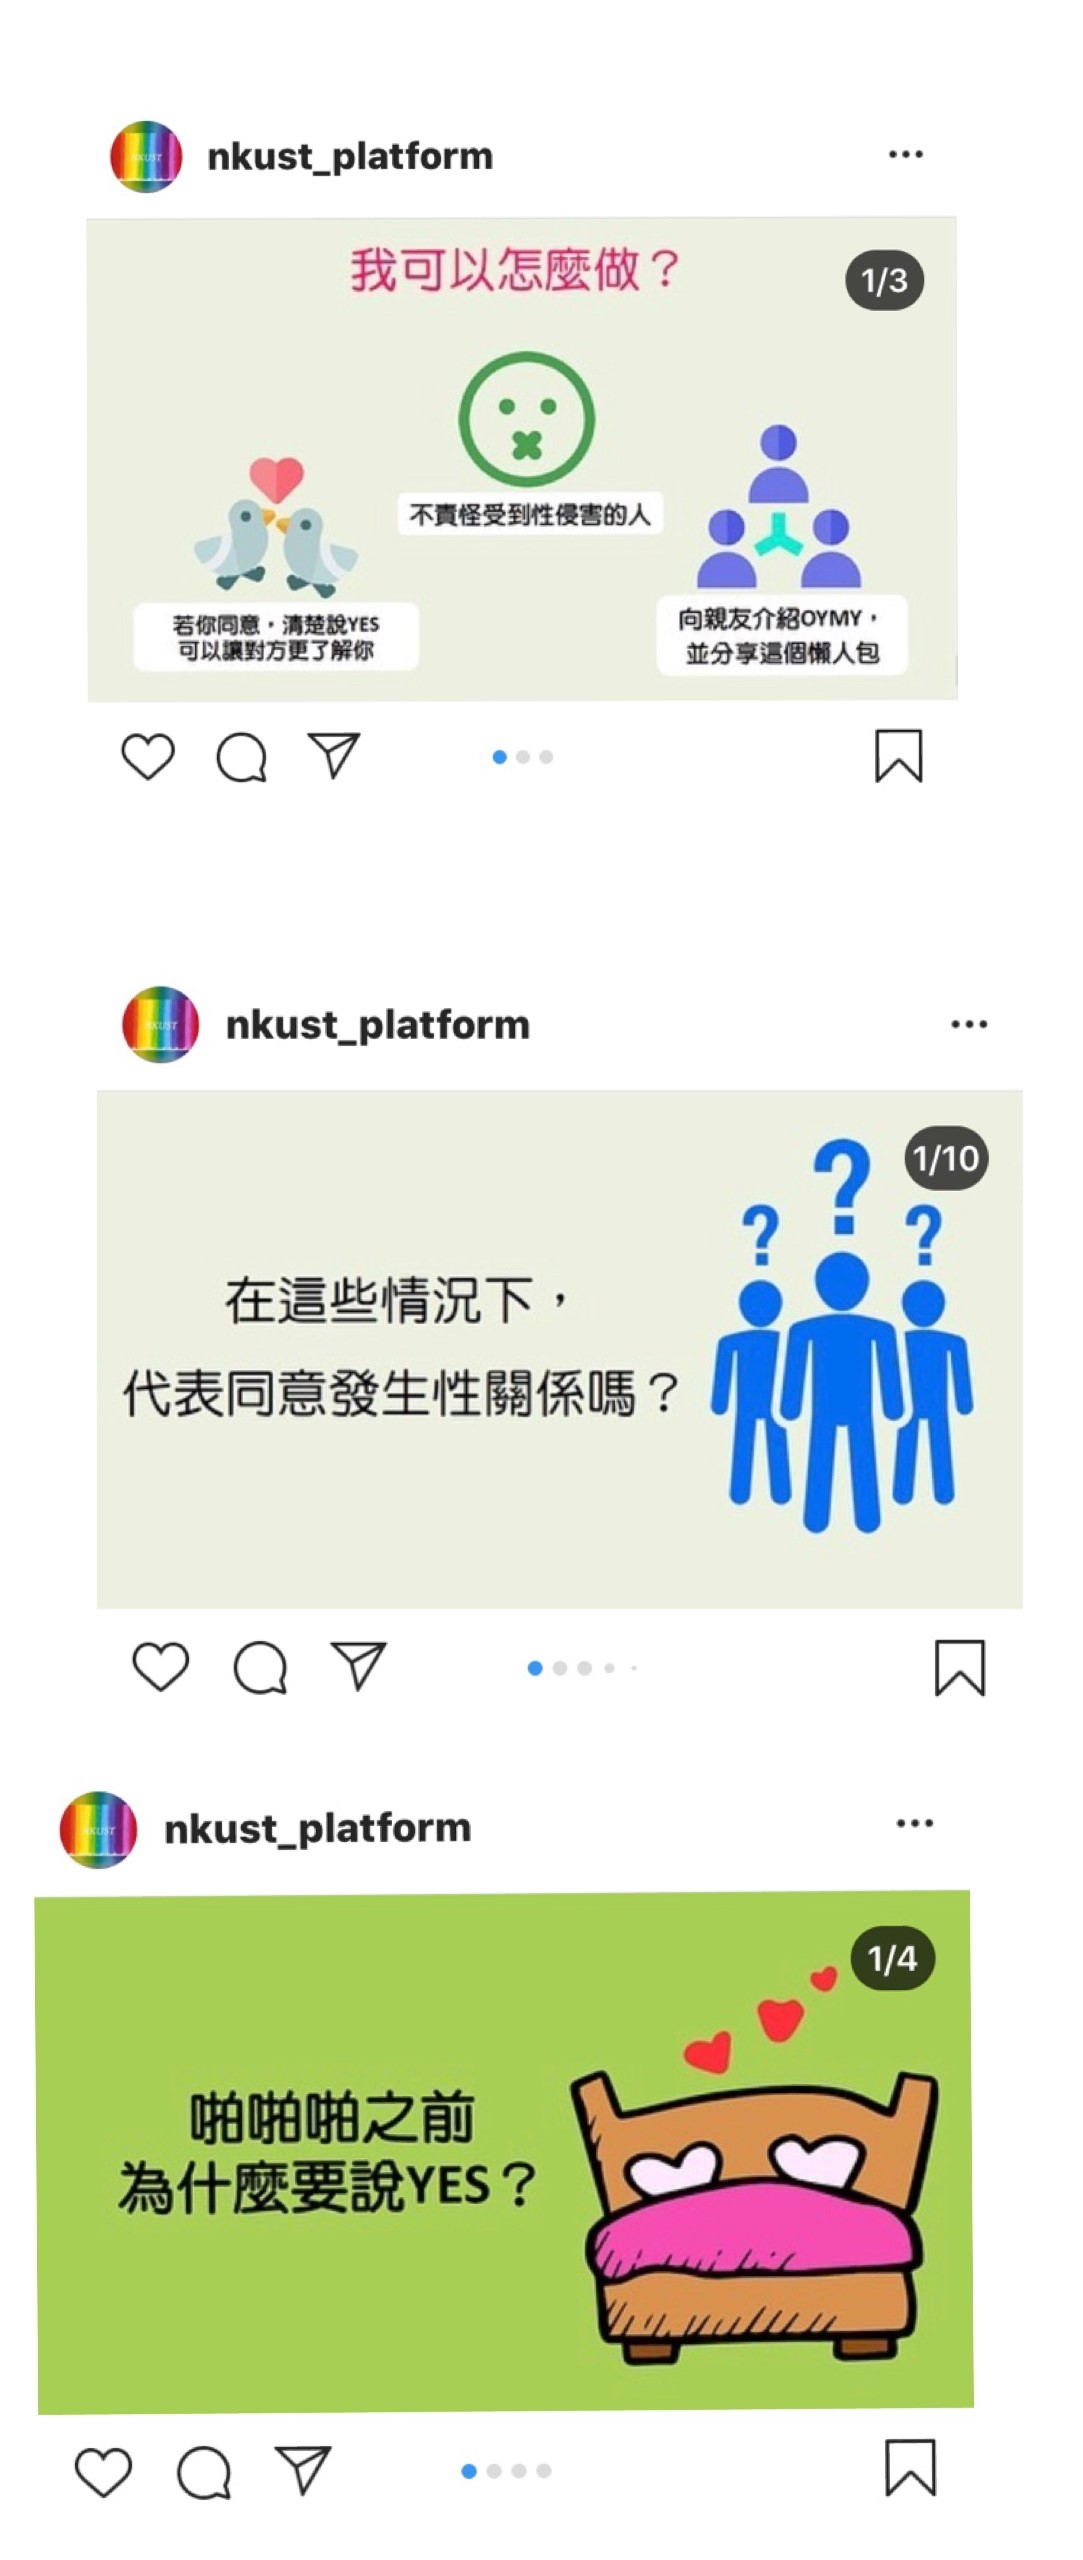 NKUST
nkust_platform
我可以怎麼做？
1/3
不責怪受到性侵害的人
若你同意，清楚說YES
可以讓對方更了解你
向親友介紹OYMY，
並分享這個懶人包
NKUST
nkust_platform
1/10
在這些情況下，
代表同意發生性關係嗎？
NKUST
nkust_platform
1/4
啪啪啪之前
為什麼要說YES？